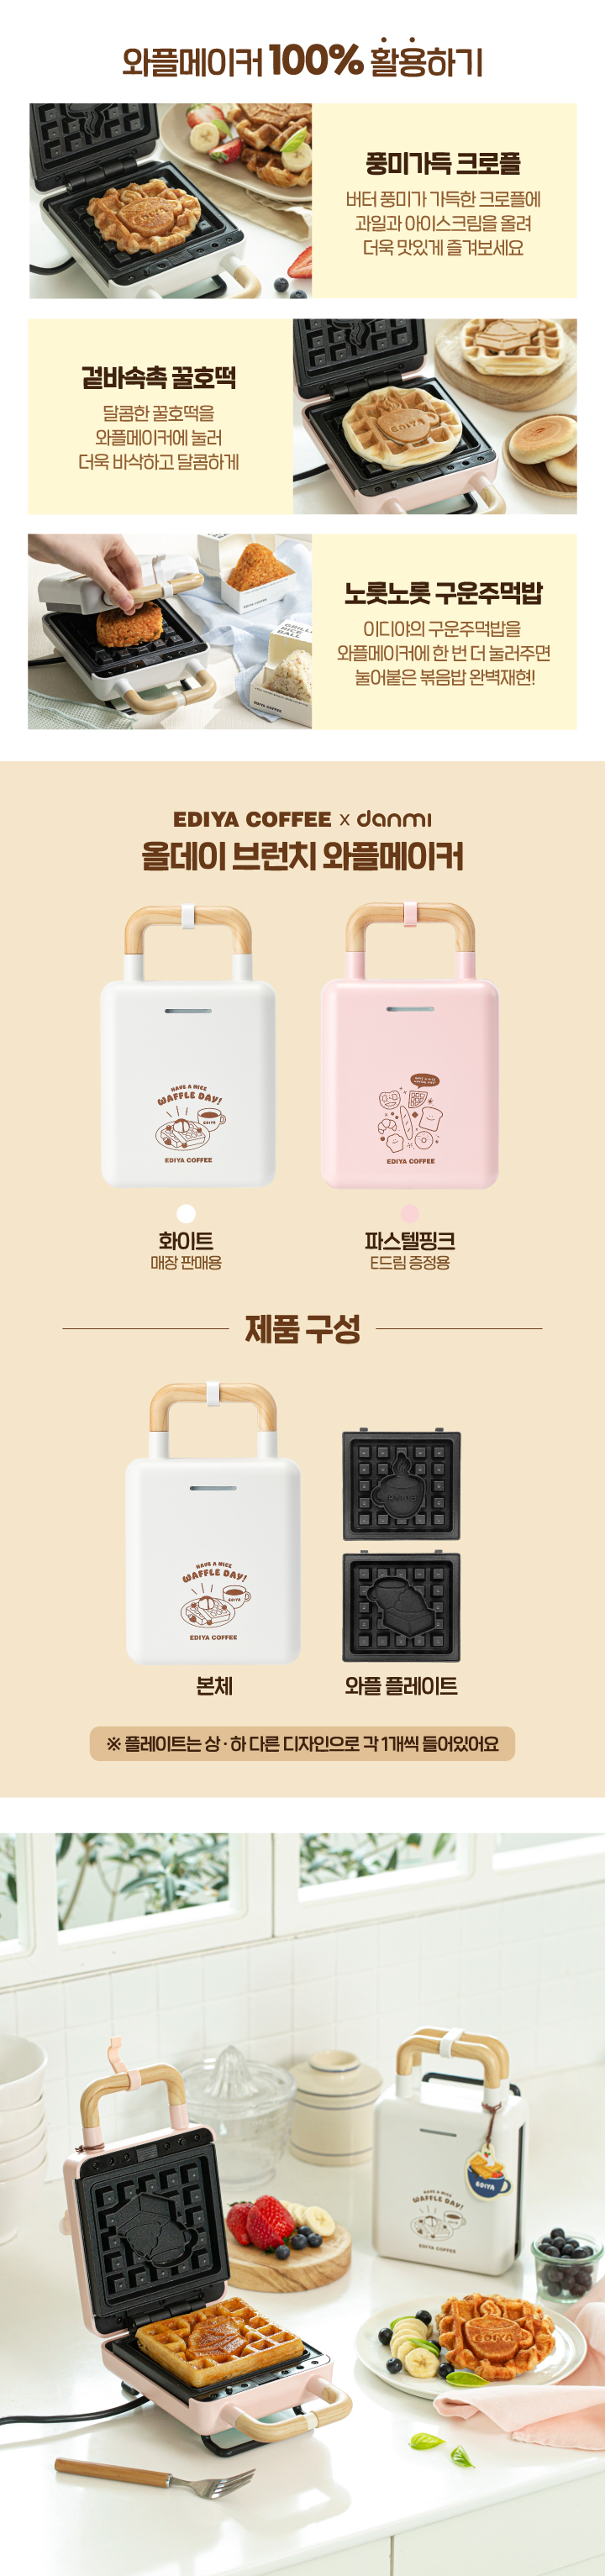 와플메이커 100% 활용하기
풍미가득 크로플
버터 풍미가 가득한 크로플에
과일과 아이스크림을 올려
더욱 맛있게 즐겨보세요
겉바속촉 꿀호떡
달콤한 꿀호떡을
와플메이커에 눌러
더욱 바삭하고 달콤하게
EDIYA
노릇노릇 구운주먹밥
이디야의 구운주먹밥을
와플메이커에 한 번 더 눌러주면
눌어붙은 볶음밥 완벽재현!
EDIYA COFFEE
RICE
BALL
EDIYA COFFEE
EDIYA COFFEE x danmi
올데이 브런치 와플메이커
HAVE A NICE
WAFFLE DAY!
EDIYA
EDIYA COFFEE
EDIYA COFFEE
화이트
매장 판매용
파스텔핑크
E드림 증정용
제품 구성
HAVE A NICE
WAFFLE DAY!
EDIYA
EDIYA COFFEE
본체
와플 플레이트
※ 플레이트는 상·하 다른 디자인으로 각 1개씩 들어있어요
EDIYA
HAVE A NICE
WAFFLE DAY!
EDIYA COFFEE
EDIYA